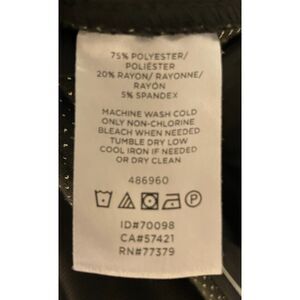 75% POLYESTER/
POLIÉSTER
20% RAYON/ RAYONNE/
RAYÓN
5% SPANDEX
MACHINE WASH COLD
ONLY NON-CHLORINE
BLEACH WHEN NEEDED
TUMBLE DRY LOW
COOL IRON IF NEEDED
OR DRY CLEAN
486960
P
ID#70098
CA#57421
RN#77379